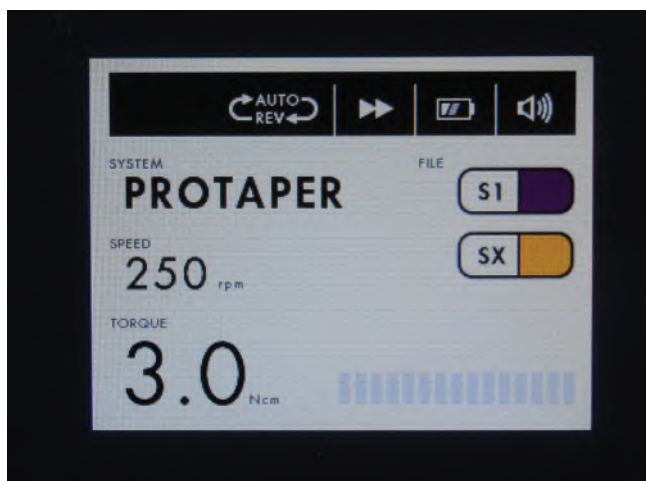 AUTO
REV
SYSTEM
PROTAPER
FILE
S1
SX
SPEED
250 rpm
TORQUE
3.0 Ncm